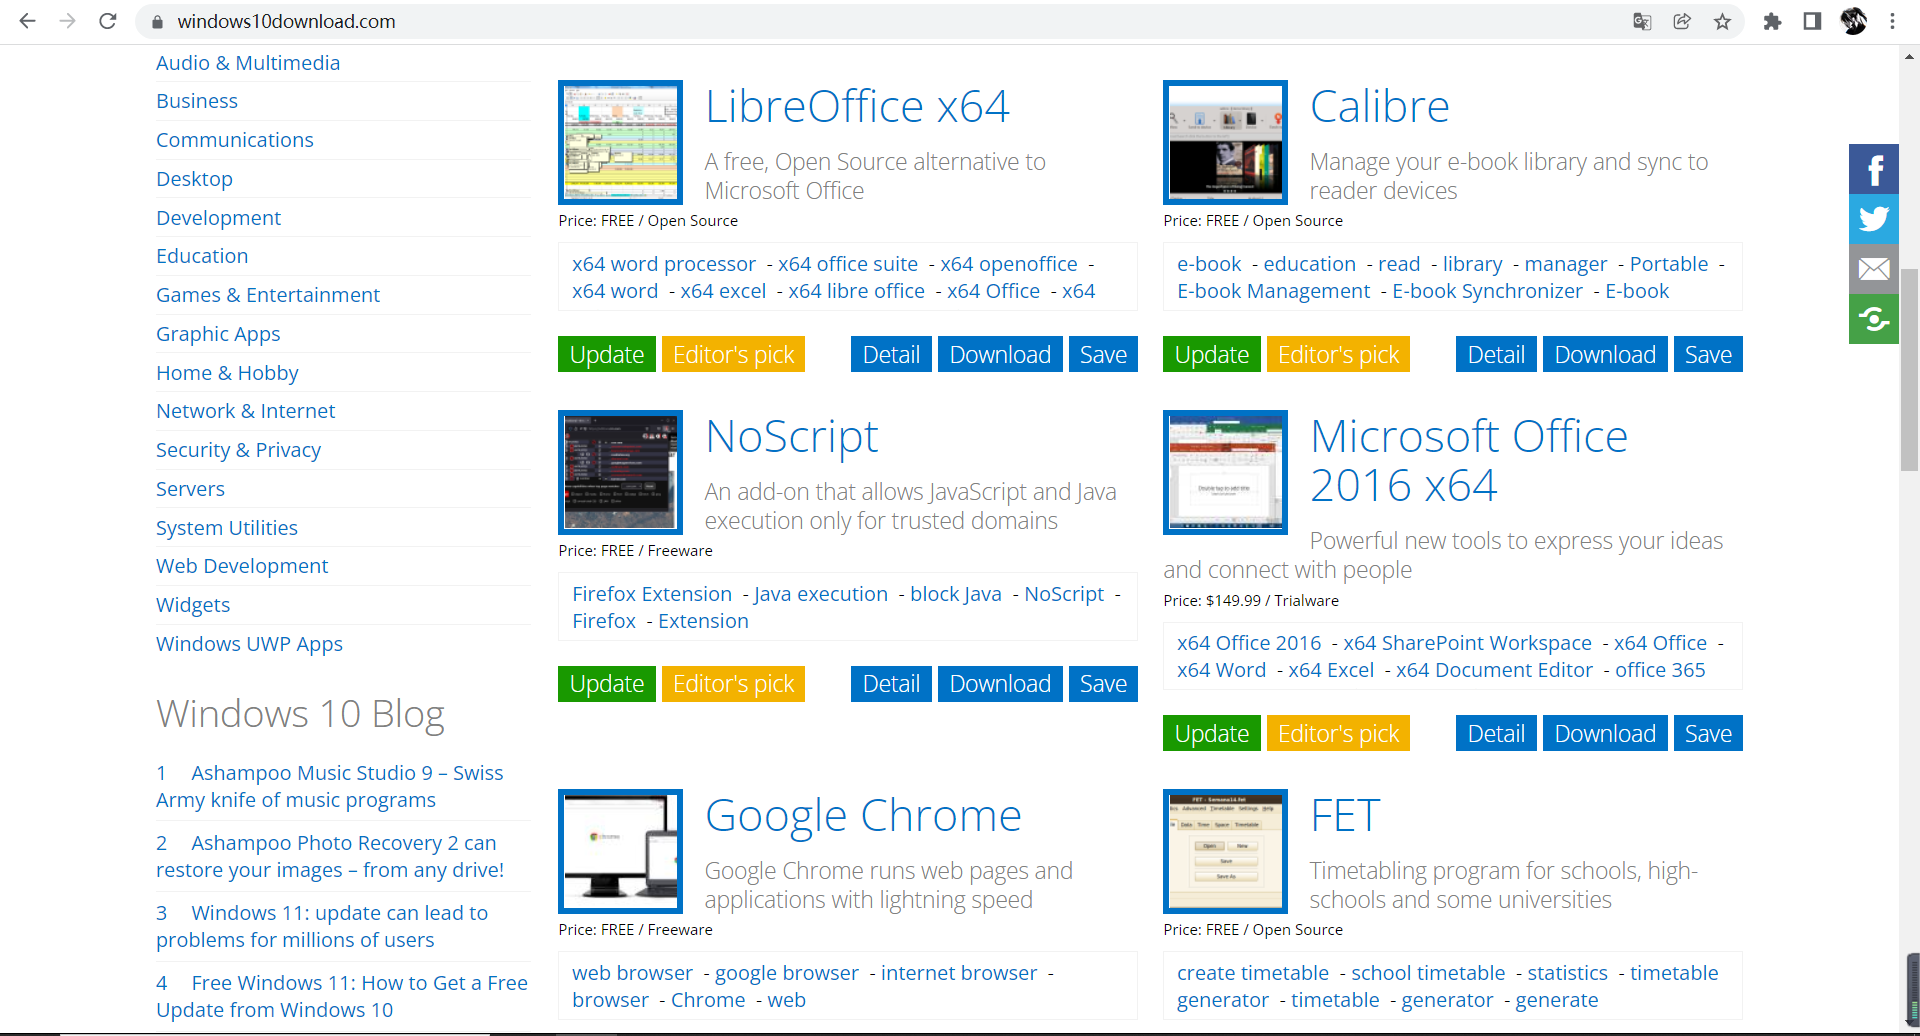 windows10download.com
Audio & Multimedia
Business
Communications
Desktop
Development
Education
Games & Entertainment
Graphic Apps
Home & Hobby
Network & Internet
Security & Privacy
Servers
System Utilities
Web Development
Widgets
Windows UWP Apps
Windows 10 Blog
1 Ashampoo Music Studio 9 – Swiss
Army knife of music programs
2 Ashampoo Photo Recovery 2 can
restore your images – from any drive!
3 Windows 11: update can lead to
problems for millions of users
4 Free Windows 11: How to Get a Free
Update from Windows 10
LibreOffice x64
A free, Open Source alternative to
Microsoft Office
Price: FREE / Open Source
x64 word processor - x64 office suite - x64 openoffice -
x64 word - x64 excel - x64 libre office - x64 Office - x64
Update Editor's pick Detail Download Save
Calibre
Manage your e-book library and sync to
reader devices
Price: FREE / Open Source
e-book - education - read - library - manager - Portable -
E-book Management - E-book Synchronizer - E-book
Update Editor's pick Detail Download Save
NoScript
An add-on that allows JavaScript and Java
execution only for trusted domains
Price: FREE / Freeware
Firefox Extension - Java execution - block Java - NoScript -
Firefox - Extension
Update Editor's pick Detail Download Save
Microsoft Office
2016 x64
Powerful new tools to express your ideas
and connect with people
Price: $149.99 / Trialware
x64 Office 2016 - x64 SharePoint Workspace - x64 Office -
x64 Word - x64 Excel - x64 Document Editor - office 365
Update Editor's pick Detail Download Save
Google Chrome
chrome
Google Chrome runs web pages and
applications with lightning speed
Price: FREE / Freeware
web browser - google browser - internet browser -
browser - Chrome - web
FET
Open New
Save
Save As
Timetabling program for schools, high-
schools and some universities
Price: FREE / Open Source
create timetable - school timetable - statistics - timetable
generator - timetable - generator - generate